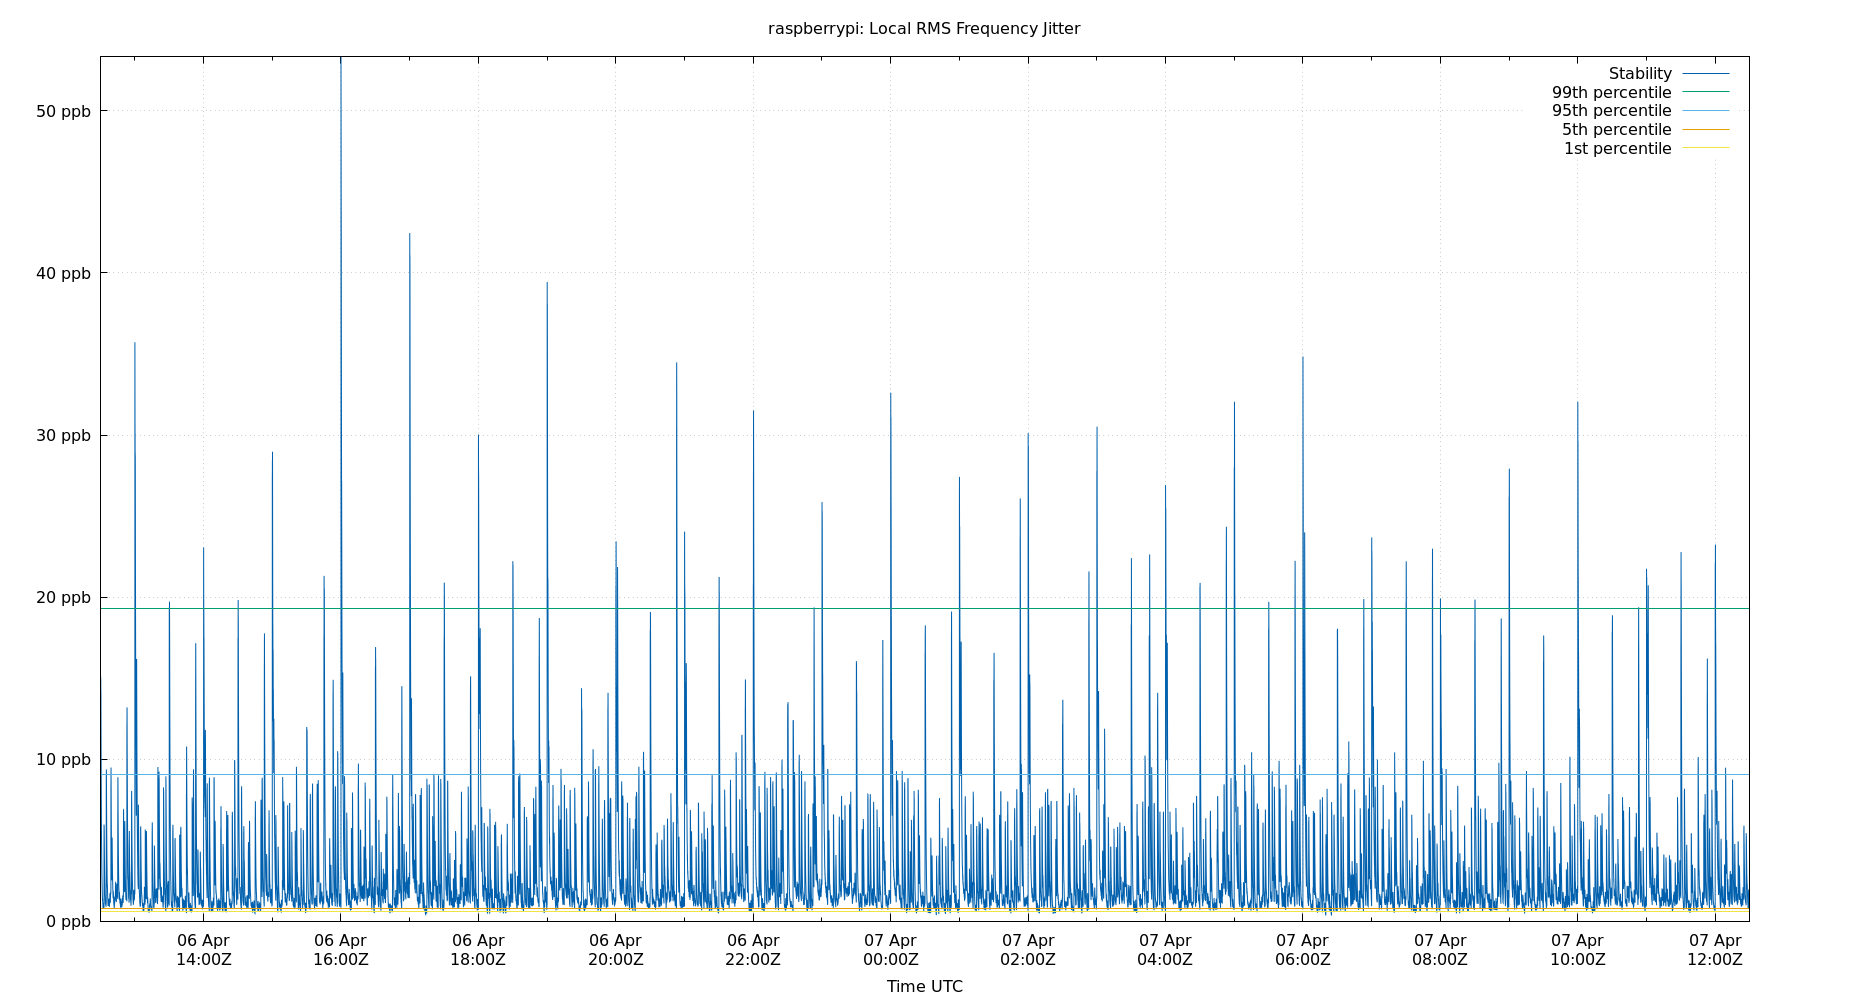 raspberrypi: Local RMS Frequency Jitter
Stability
99th percentile
95th percentile
5th percentile
1st percentile
50 ppb
40 ppb
30 ppb
20 ppb
10 ppb
0 ppb
06 Apr 06 Apr 06 Apr 06 Apr 06 Apr 07 Apr 07 Apr 07 Apr 07 Apr 07 Apr 07 Apr 07 Apr
14:00Z 16:00Z 18:00Z 20:00Z 22:00Z 00:00Z 02:00Z 04:00Z 06:00Z 08:00Z 10:00Z 12:00Z
Time UTC